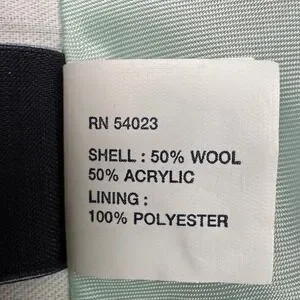 RN 54023
SHELL : 50% WOOL
50% ACRYLIC
LINING :
100% POLYESTER